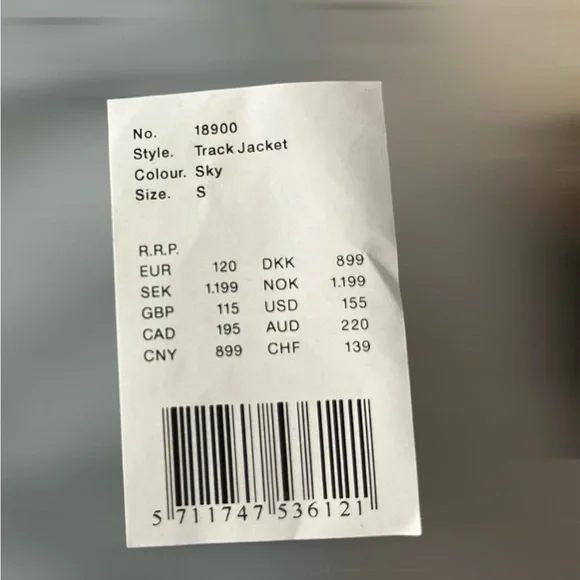 No. 18900
Style. Track Jacket
Colour. Sky
Size. S
R.R.P.
EUR 120 DKK 899
SEK 1.199 NOK 1.199
GBP 115 USD 155
CAD 195 AUD 220
CNY 899 CHF 139
5 711747 536121